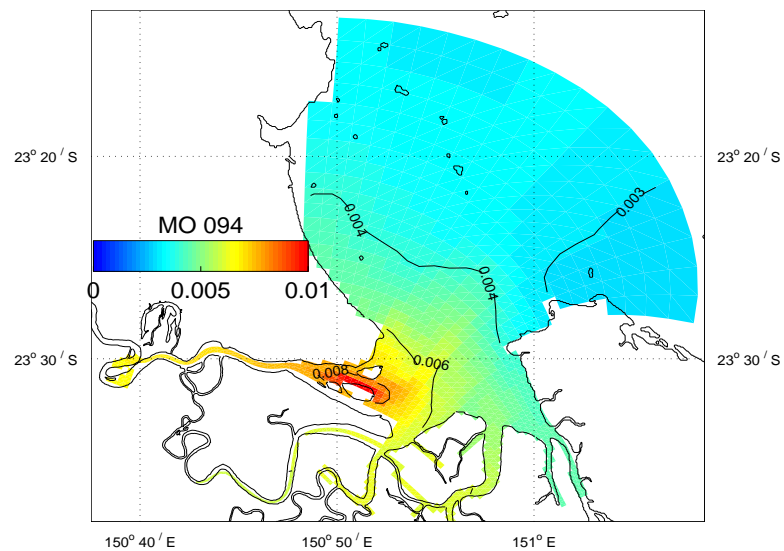 23° 20 ′ S
23° 20 ′ S
0.003
0.004
MO 094
0.004
0
0.005
0.01
23° 30 ′ S
0.006
23° 30 ′ S
0.008
150° 40 ′ E
150° 50 ′ E
151° E